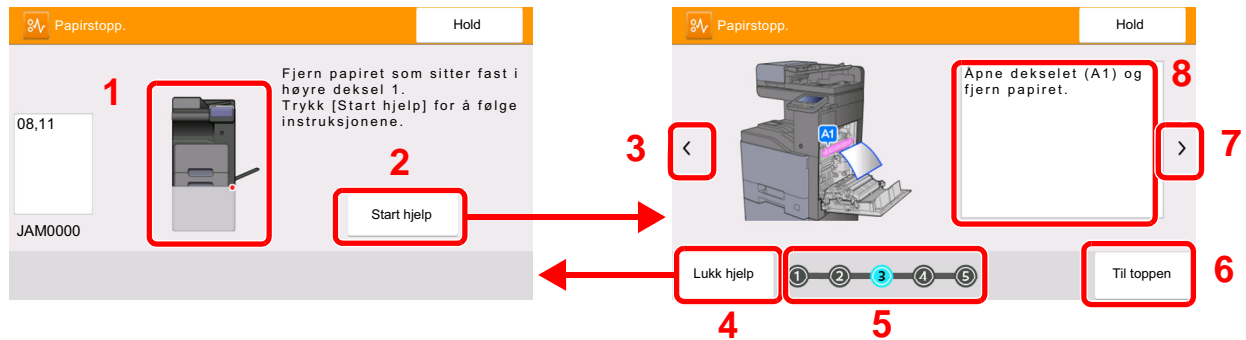 Papirstopp.
Hold
1
Fjern papiret som sitter fast i
høyre deksel 1.
Trykk [Start hjelp] for å følge
instruksjonene.
08,11
2
Start hjelp
JAM0000
Papirstopp.
Hold
8
Åpne dekselet (A1) og
fjern papiret.
3
<
A1
>
7
Lukk hjelp
1 2 3 4 5
Til toppen
6
4
5